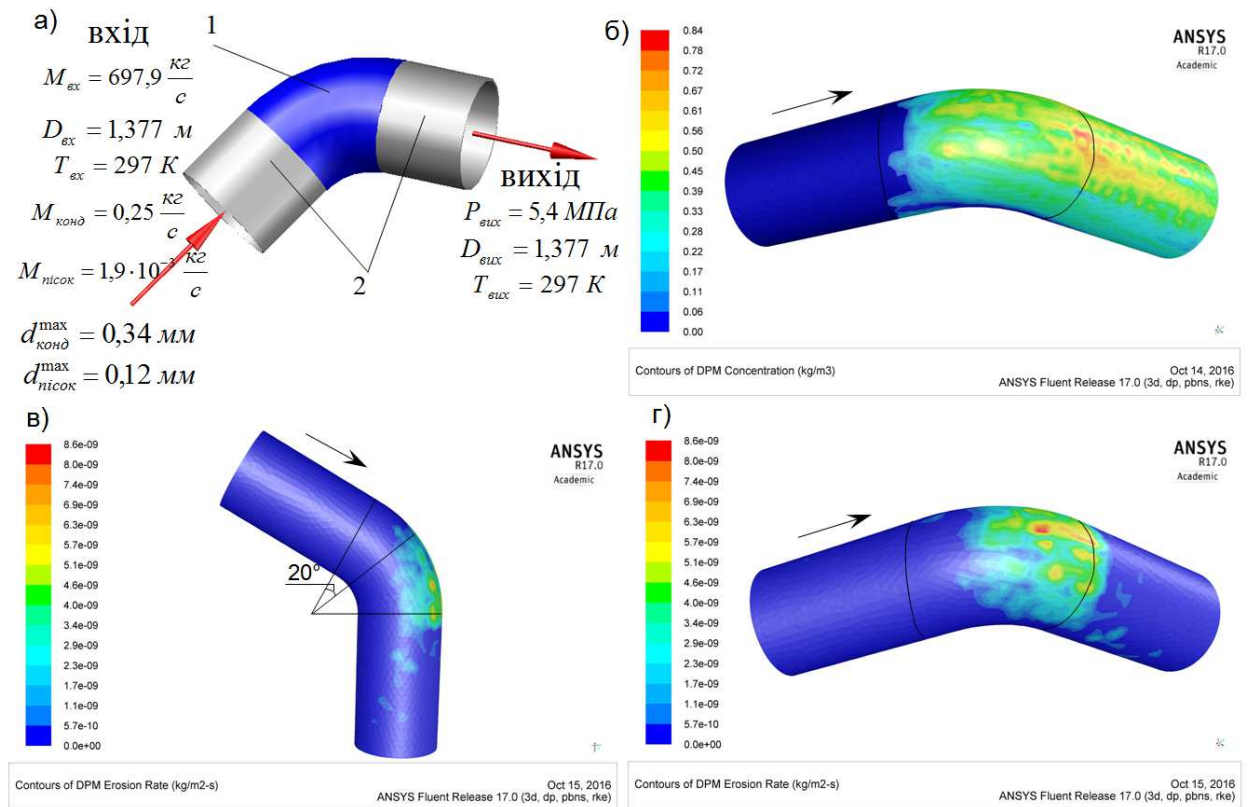 а)
вхід
1
M_вх = 697,9 кг/с
D_вх = 1,377 м
T_вх = 297 К
M_конд = 0,25 кг/с
M_пісок = 1,9·10⁻³ кг/с
d^max_конд = 0,34 мм
d^max_пісок = 0,12 мм
2
вихід
P_вих = 5,4 МПа
D_вих = 1,377 м
T_вих = 297 К
б)
0.84
0.78
0.72
0.67
0.61
0.56
0.50
0.45
0.39
0.33
0.28
0.22
0.17
0.11
0.06
0.00
ANSYS
R17.0
Academic
Contours of DPM Concentration (kg/m3)
Oct 14, 2016
ANSYS Fluent Release 17.0 (3d, dp, pbns, rke)
в)
8.6e-09
8.0e-09
7.4e-09
6.9e-09
6.3e-09
5.7e-09
5.1e-09
4.6e-09
4.0e-09
3.4e-09
2.9e-09
2.3e-09
1.7e-09
1.1e-09
5.7e-10
0.0e+00
20°
ANSYS
R17.0
Academic
Contours of DPM Erosion Rate (kg/m2-s)
Oct 15, 2016
ANSYS Fluent Release 17.0 (3d, dp, pbns, rke)
г)
8.6e-09
8.0e-09
7.4e-09
6.9e-09
6.3e-09
5.7e-09
5.1e-09
4.6e-09
4.0e-09
3.4e-09
2.9e-09
2.3e-09
1.7e-09
1.1e-09
5.7e-10
0.0e+00
ANSYS
R17.0
Academic
Contours of DPM Erosion Rate (kg/m2-s)
Oct 15, 2016
ANSYS Fluent Release 17.0 (3d, dp, pbns, rke)